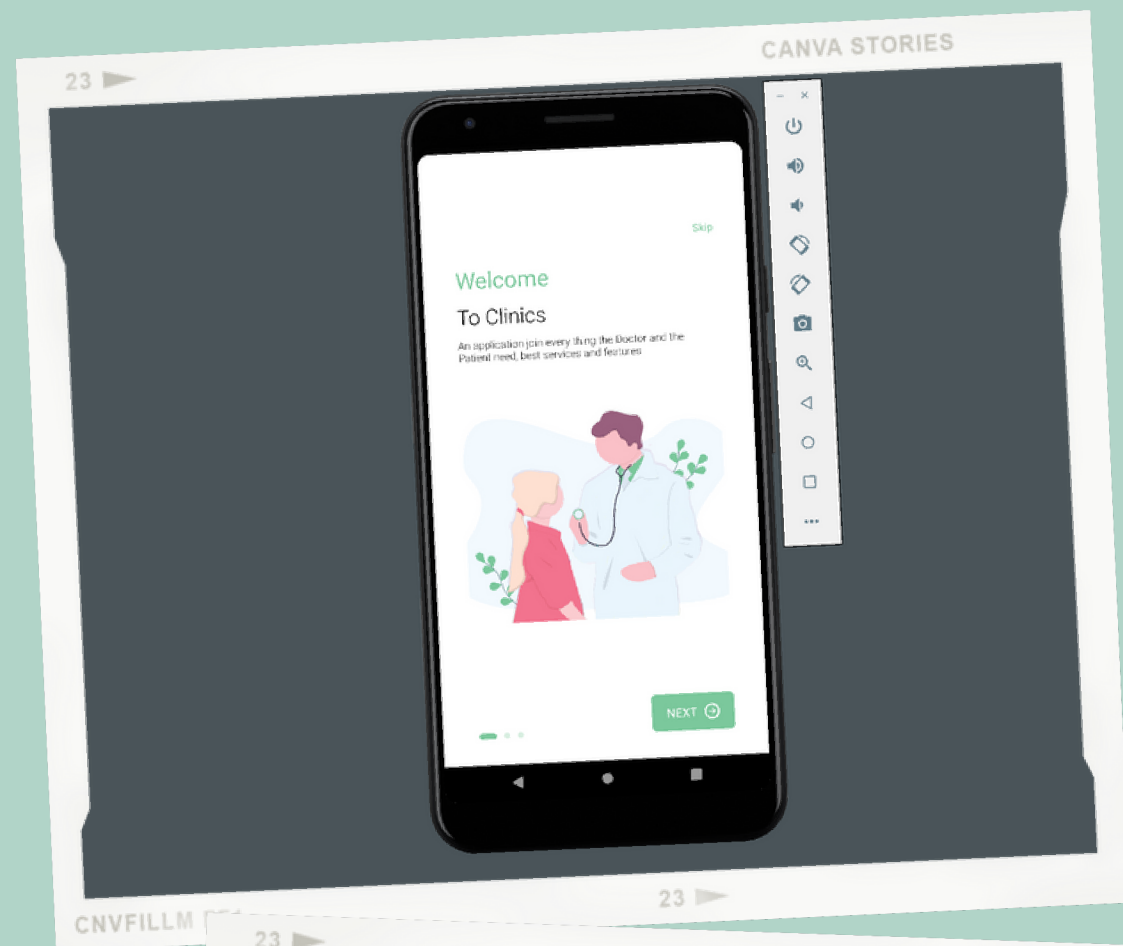 23
CANVA STORIES
Skip
Welcome
To Clinics
An application join every thing the Doctor and the
Patient need, best services and features
NEXT
23
CNVFILLM
23